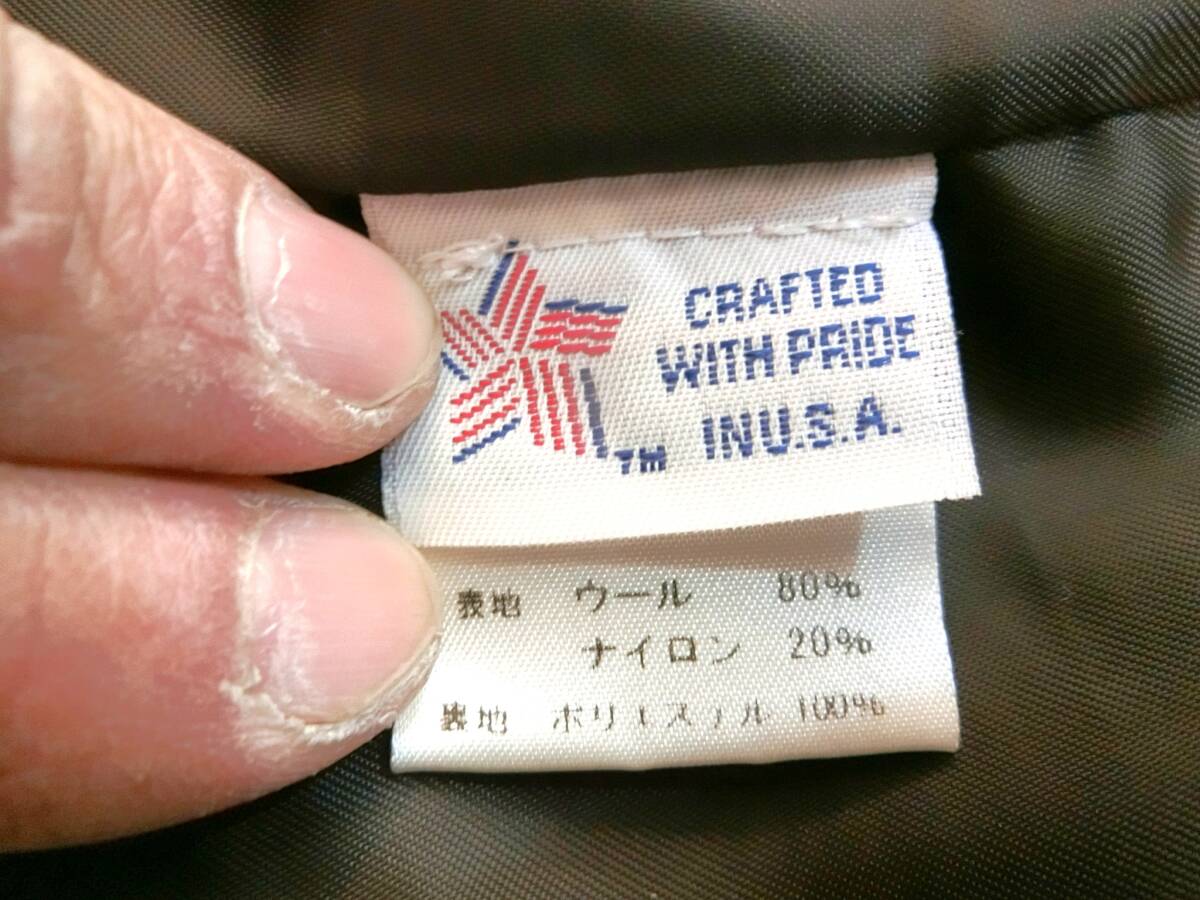 CRAFTED
WITH PRIDE
IN U.S.A.
TM
表地 ウール 80%
ナイロン 20%
裏地 ポリエステル 100%